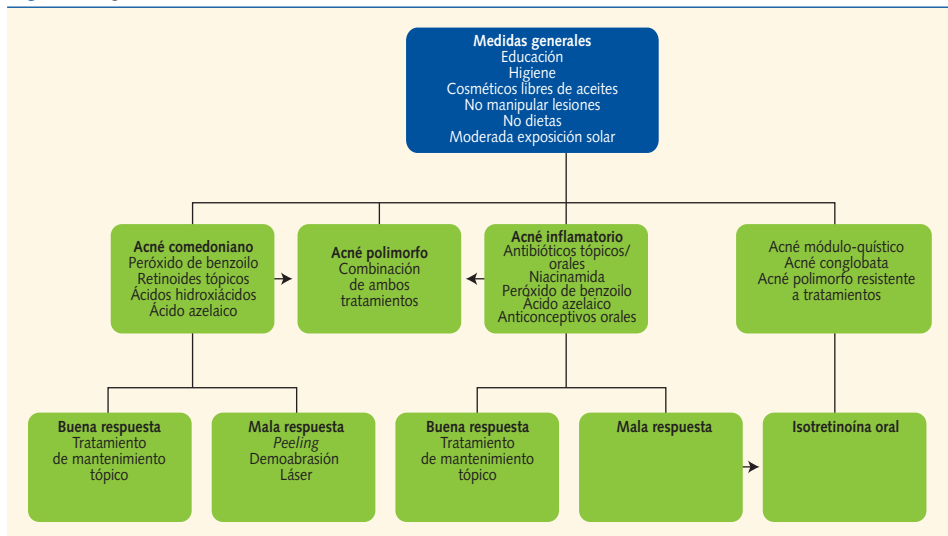 Medidas generales
Educación
Higiene
Cosméticos libres de aceites
No manipular lesiones
No dietas
Moderada exposición solar
Acné comedoniano
Peróxido de benzoilo
Retinoides tópicos
Ácidos hidroxiácidos
Ácido azelaico
Acné polimorfo
Combinación
de ambos
tratamientos
Acné inflamatorio
Antibióticos tópicos/
orales
Niacinamida
Peróxido de benzoilo
Ácido azelaico
Anticonceptivos orales
Acné módulo-quístico
Acné conglobata
Acné polimorfo resistente
a tratamientos
Buena respuesta
Tratamiento
de mantenimiento
tópico
Mala respuesta
Peeling
Demoabrasión
Láser
Buena respuesta
Tratamiento
de mantenimiento
tópico
Mala respuesta
Isotretinoína oral